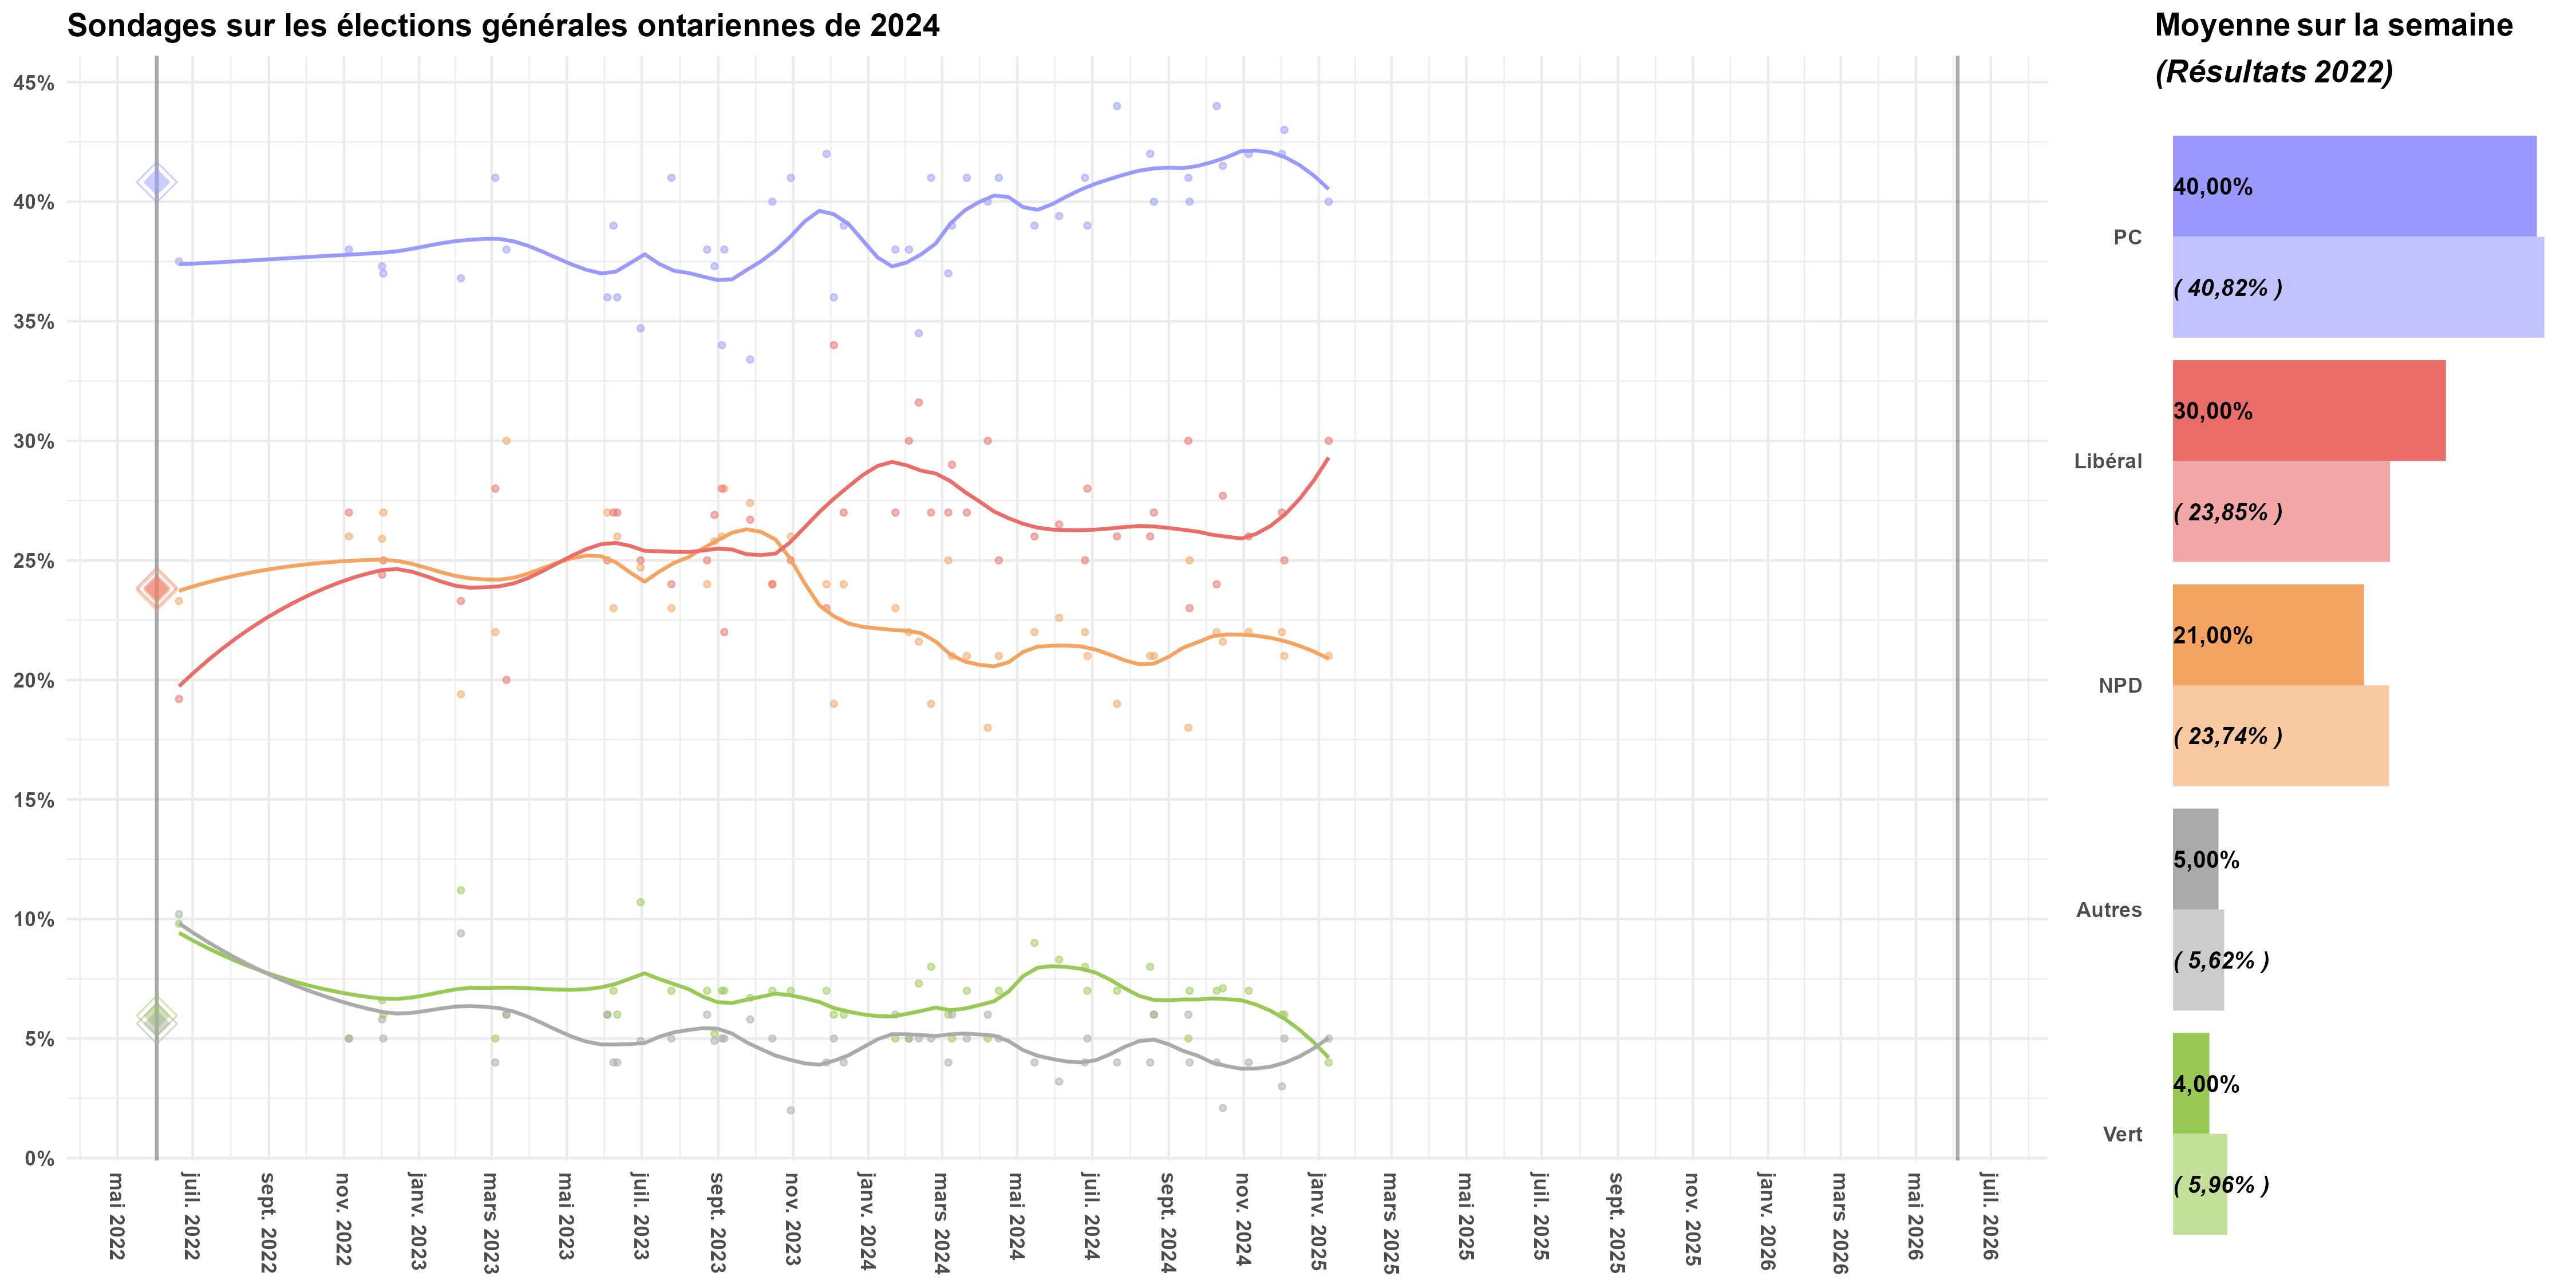 Sondages sur les élections générales ontariennes de 2024
45%
40%
35%
30%
25%
20%
15%
10%
5%
0%
mai 2022
juil. 2022
sept. 2022
nov. 2022
janv. 2023
mars 2023
mai 2023
juil. 2023
sept. 2023
nov. 2023
janv. 2024
mars 2024
mai 2024
juil. 2024
sept. 2024
nov. 2024
janv. 2025
mars 2025
mai 2025
juil. 2025
sept. 2025
nov. 2025
janv. 2026
mars 2026
mai 2026
juil. 2026
Moyenne sur la semaine
(Résultats 2022)
PC
40,00%
( 40,82% )
Libéral
30,00%
( 23,85% )
NPD
21,00%
( 23,74% )
Autres
5,00%
( 5,62% )
Vert
4,00%
( 5,96% )